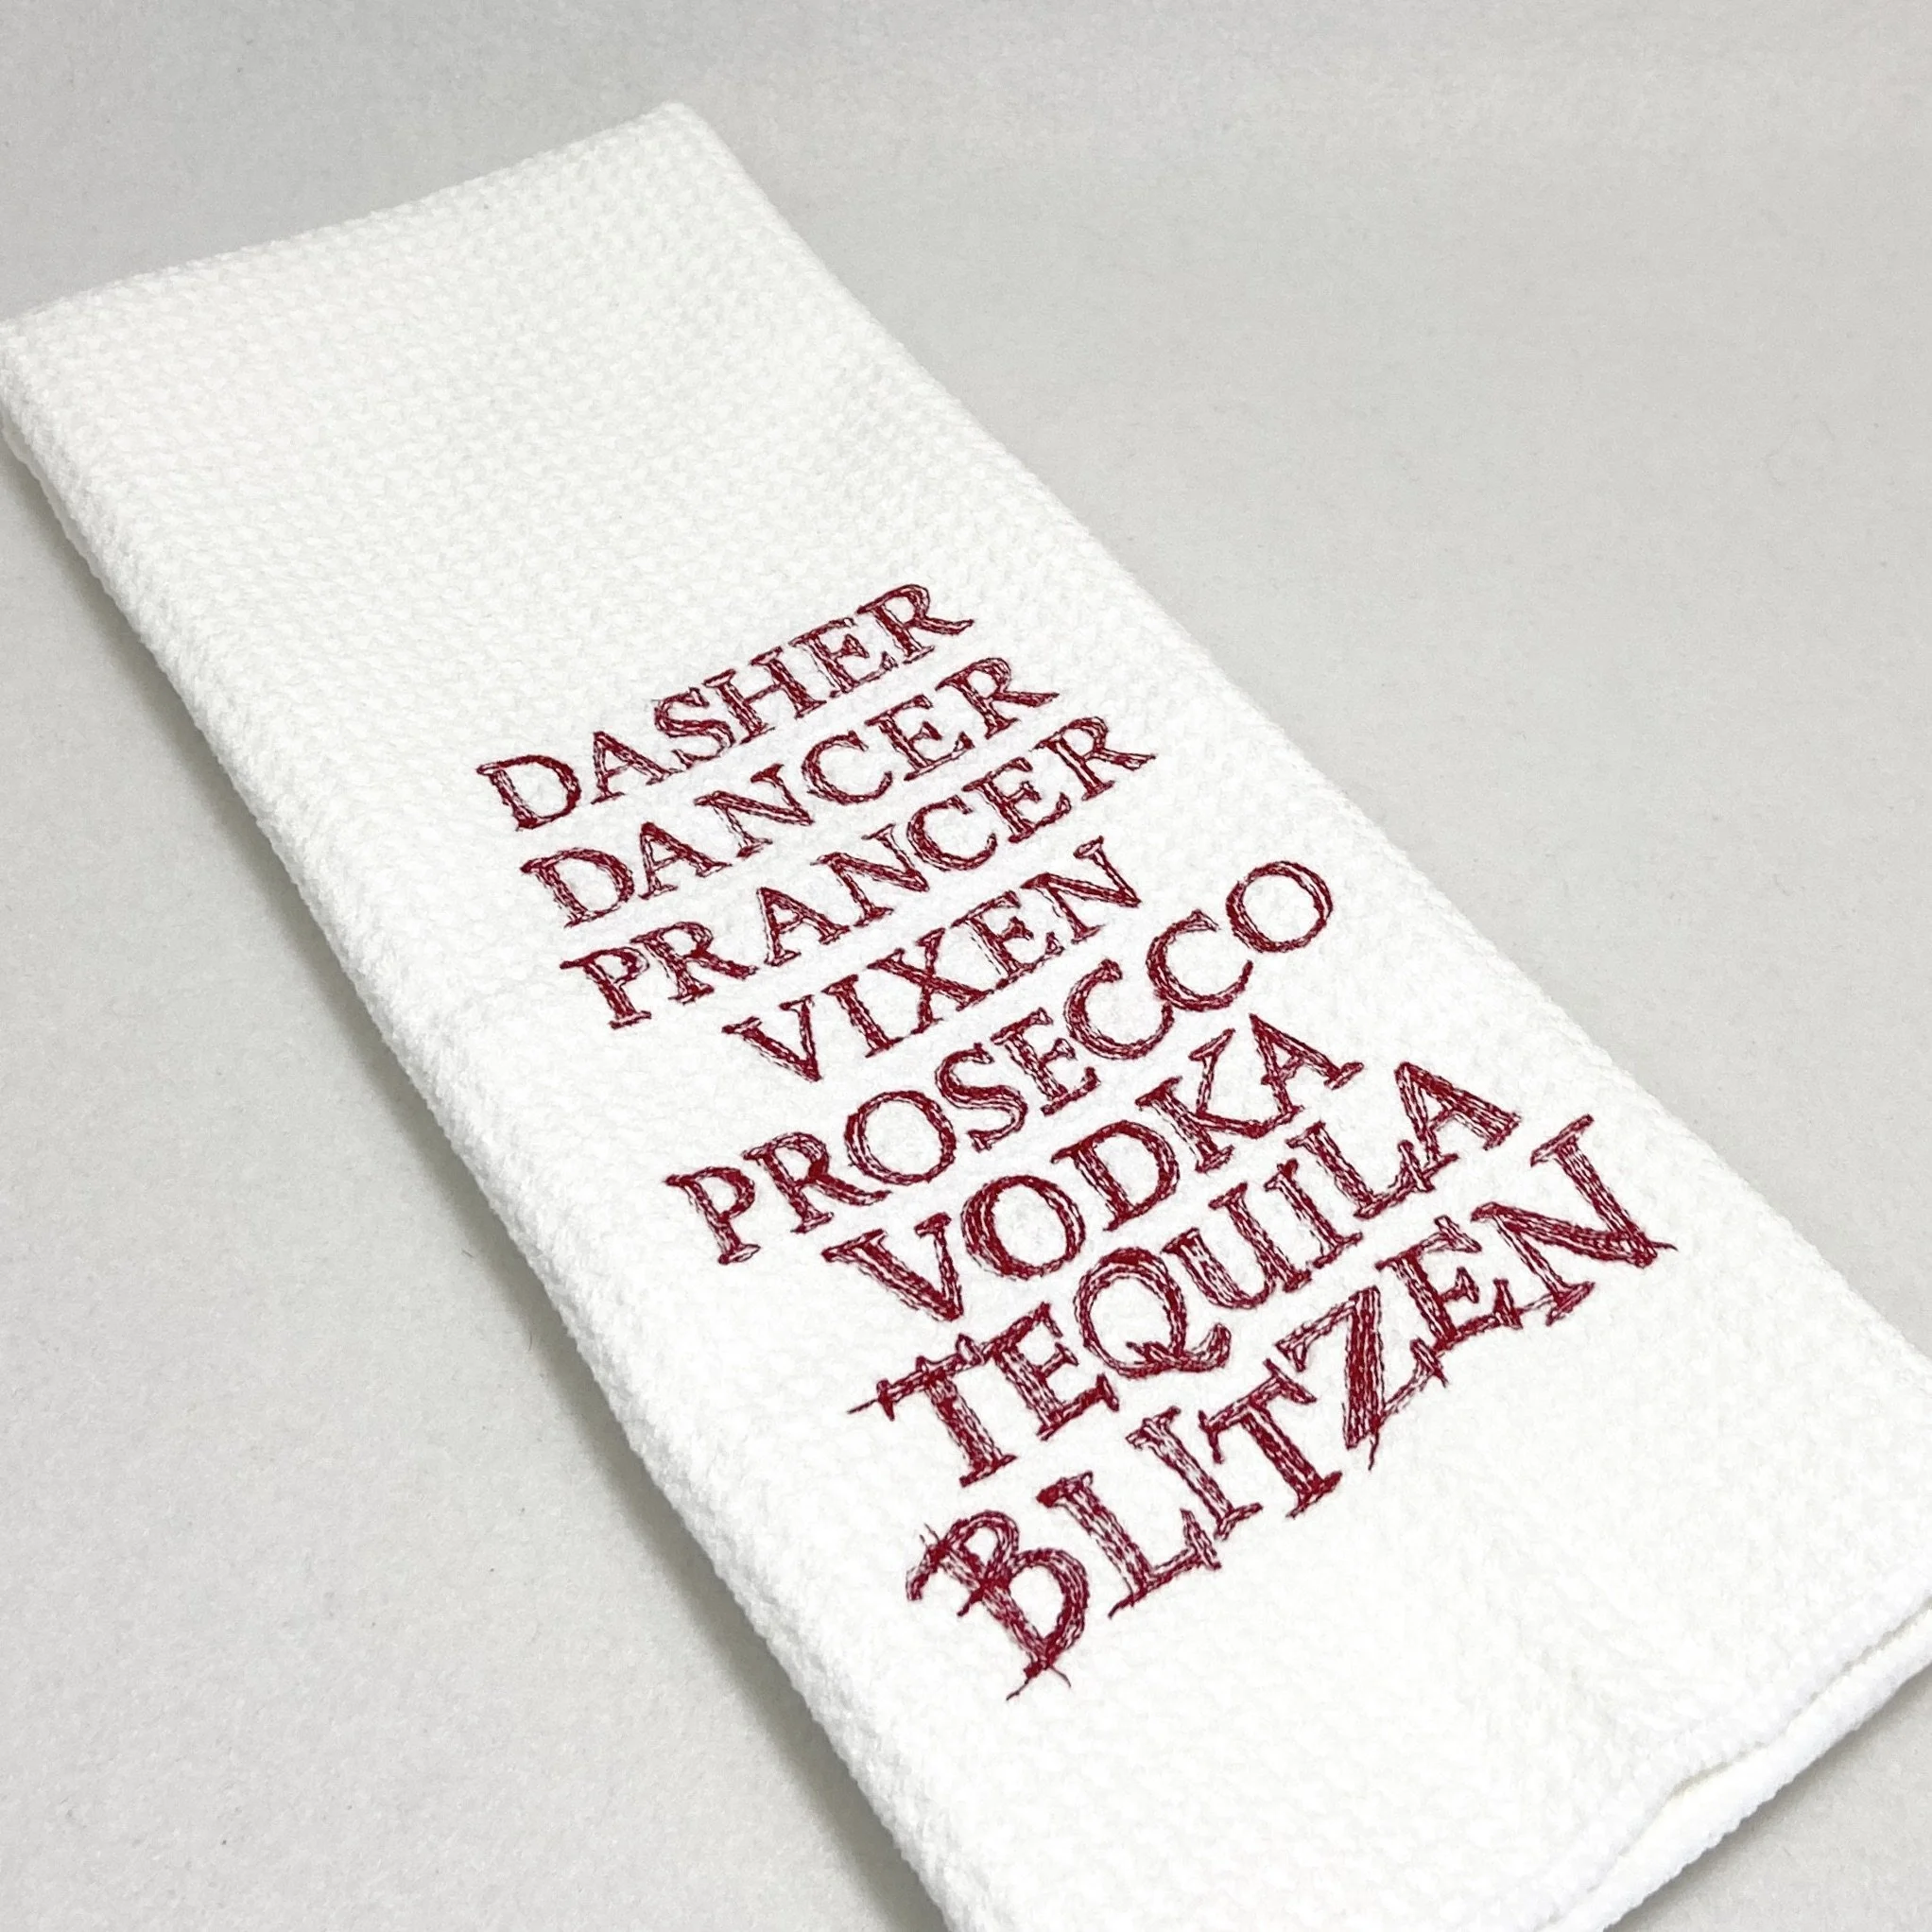 DASHER
DANCER
PRANCER
VIXEN
PROSECCO
VODKA
TEQUILA
BLITZEN